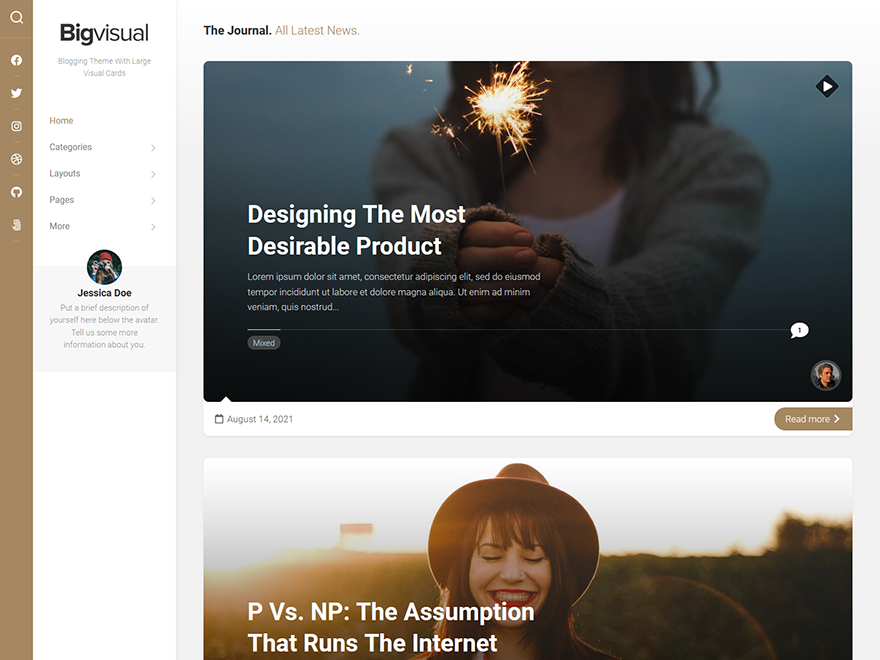 Bigvisual
Blogging Theme With Large
Visual Cards
Home
Categories
Layouts
Pages
More
Jessica Doe
Put a brief description of
yourself here below the avatar.
Tell us some more
information about you.
The Journal. All Latest News.
Designing The Most
Desirable Product
Lorem ipsum dolor sit amet, consectetur adipiscing elit, sed do eiusmod
tempor incididunt ut labore et dolore magna aliqua. Ut enim ad minim
veniam, quis nostrud...
1
Mixed
August 14, 2021
Read more
P Vs. NP: The Assumption
That Runs The Internet